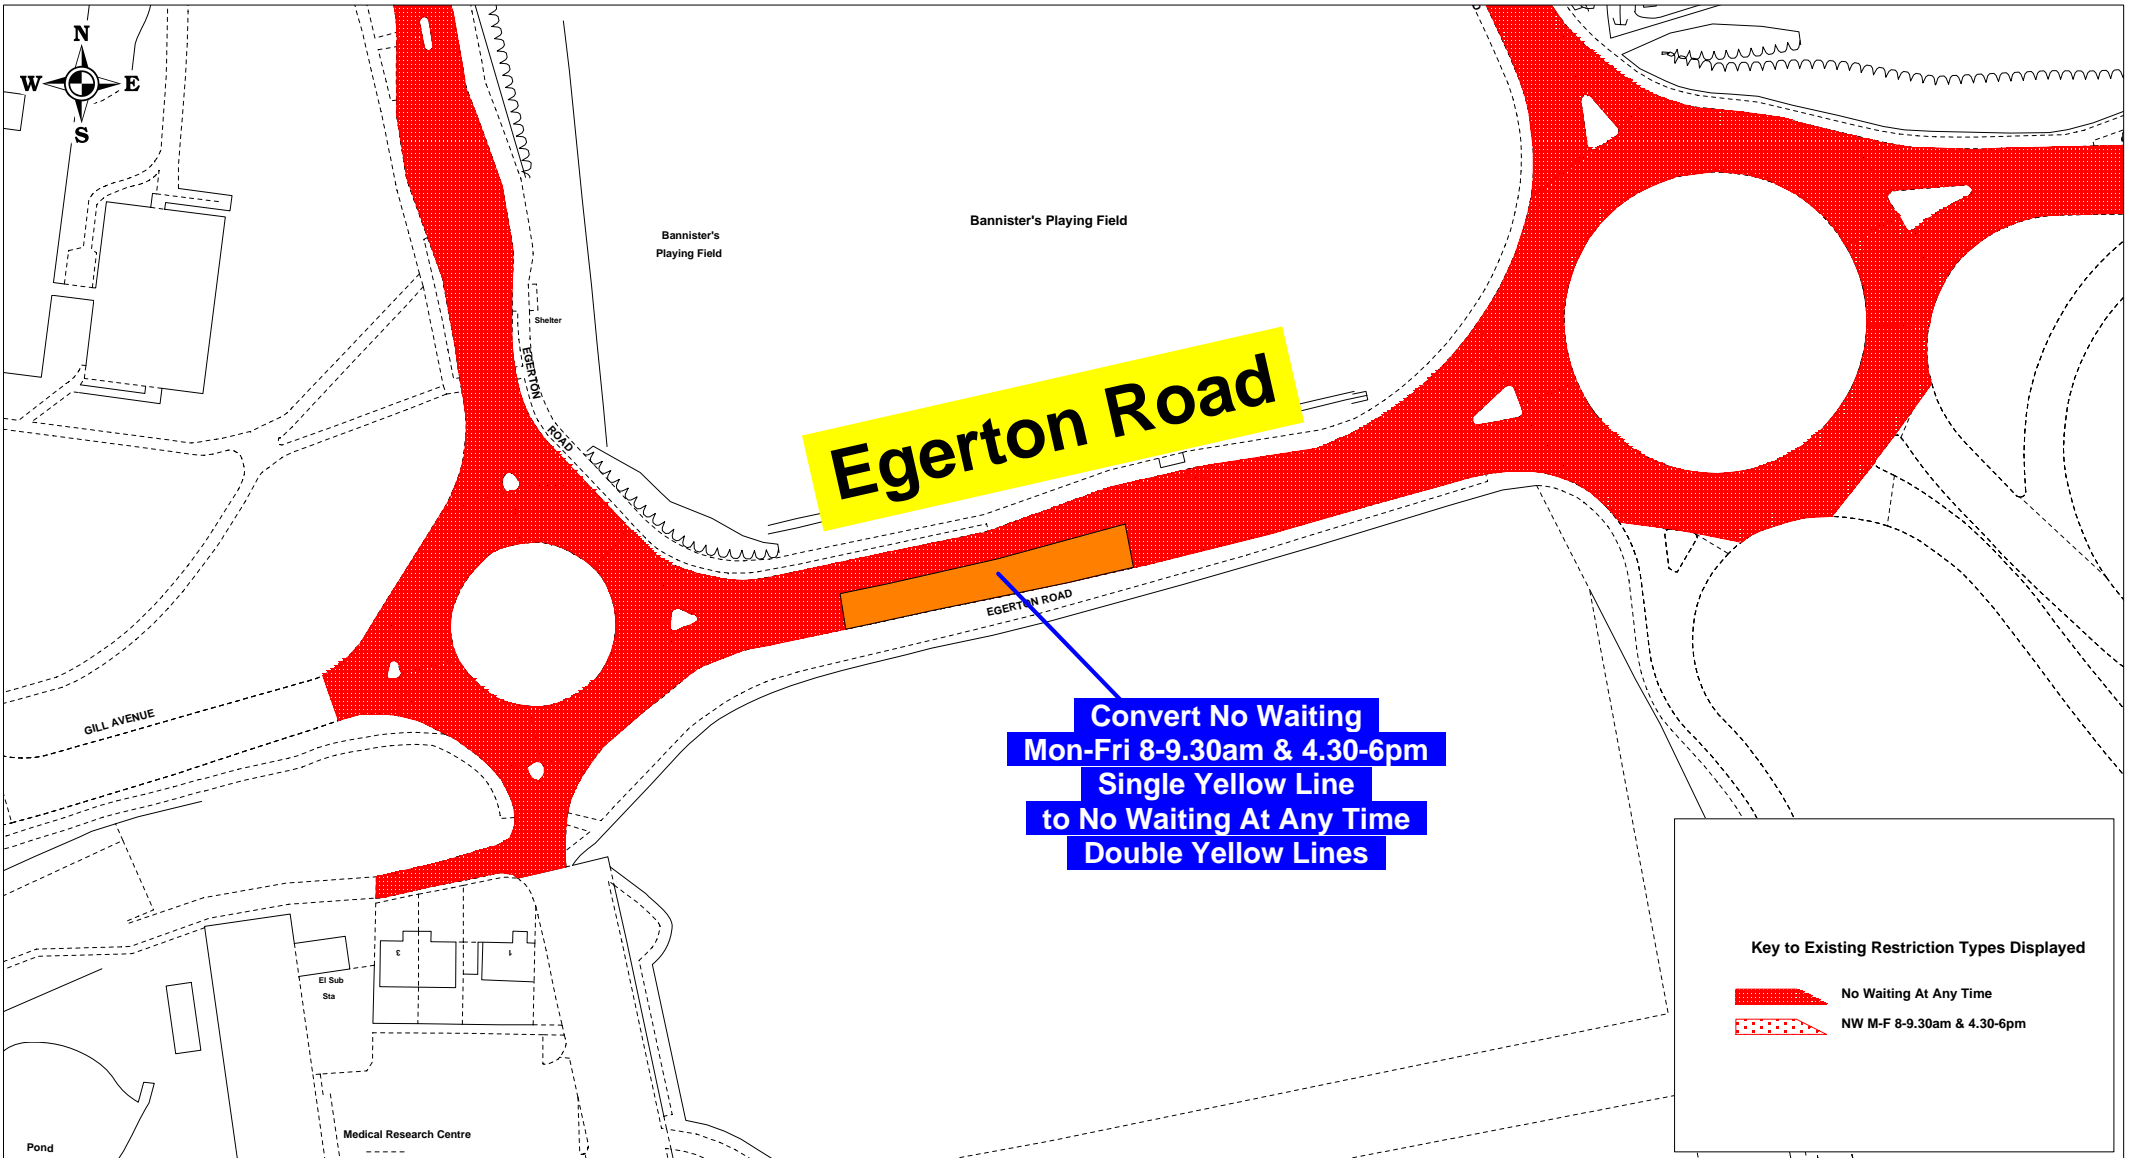 N
W E
S
Bannister's Playing Field
Bannister's
Playing Field
Shelter
EGERTON
ROAD
Egerton Road
EGERTON ROAD
GILL AVENUE
Convert No Waiting
Mon-Fri 8-9.30am & 4.30-6pm
Single Yellow Line
to No Waiting At Any Time
Double Yellow Lines
3
1
El Sub
Sta
Medical Research Centre
Pond
Key to Existing Restriction Types Displayed
No Waiting At Any Time
NW M-F 8-9.30am & 4.30-6pm